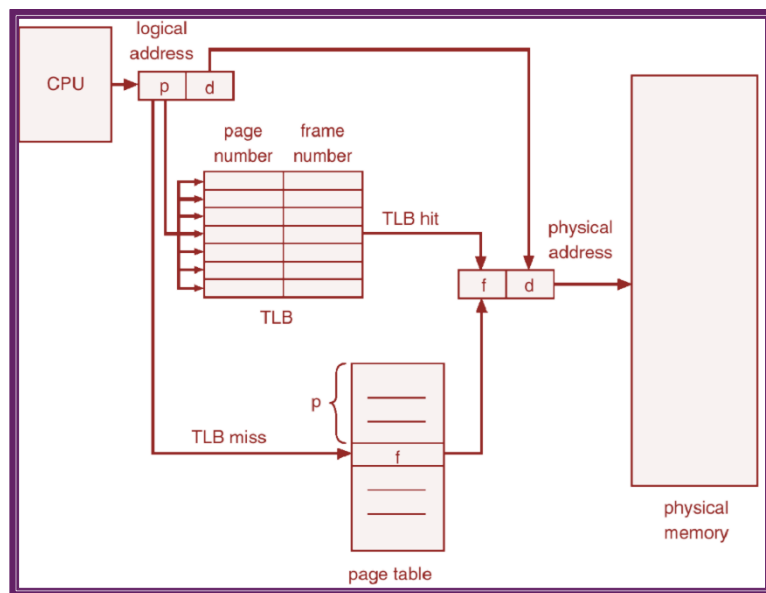 logical
address
CPU
p
d
page
number
frame
number
TLB hit
physical
address
f
d
TLB
p
TLB miss
f
physical
memory
page table